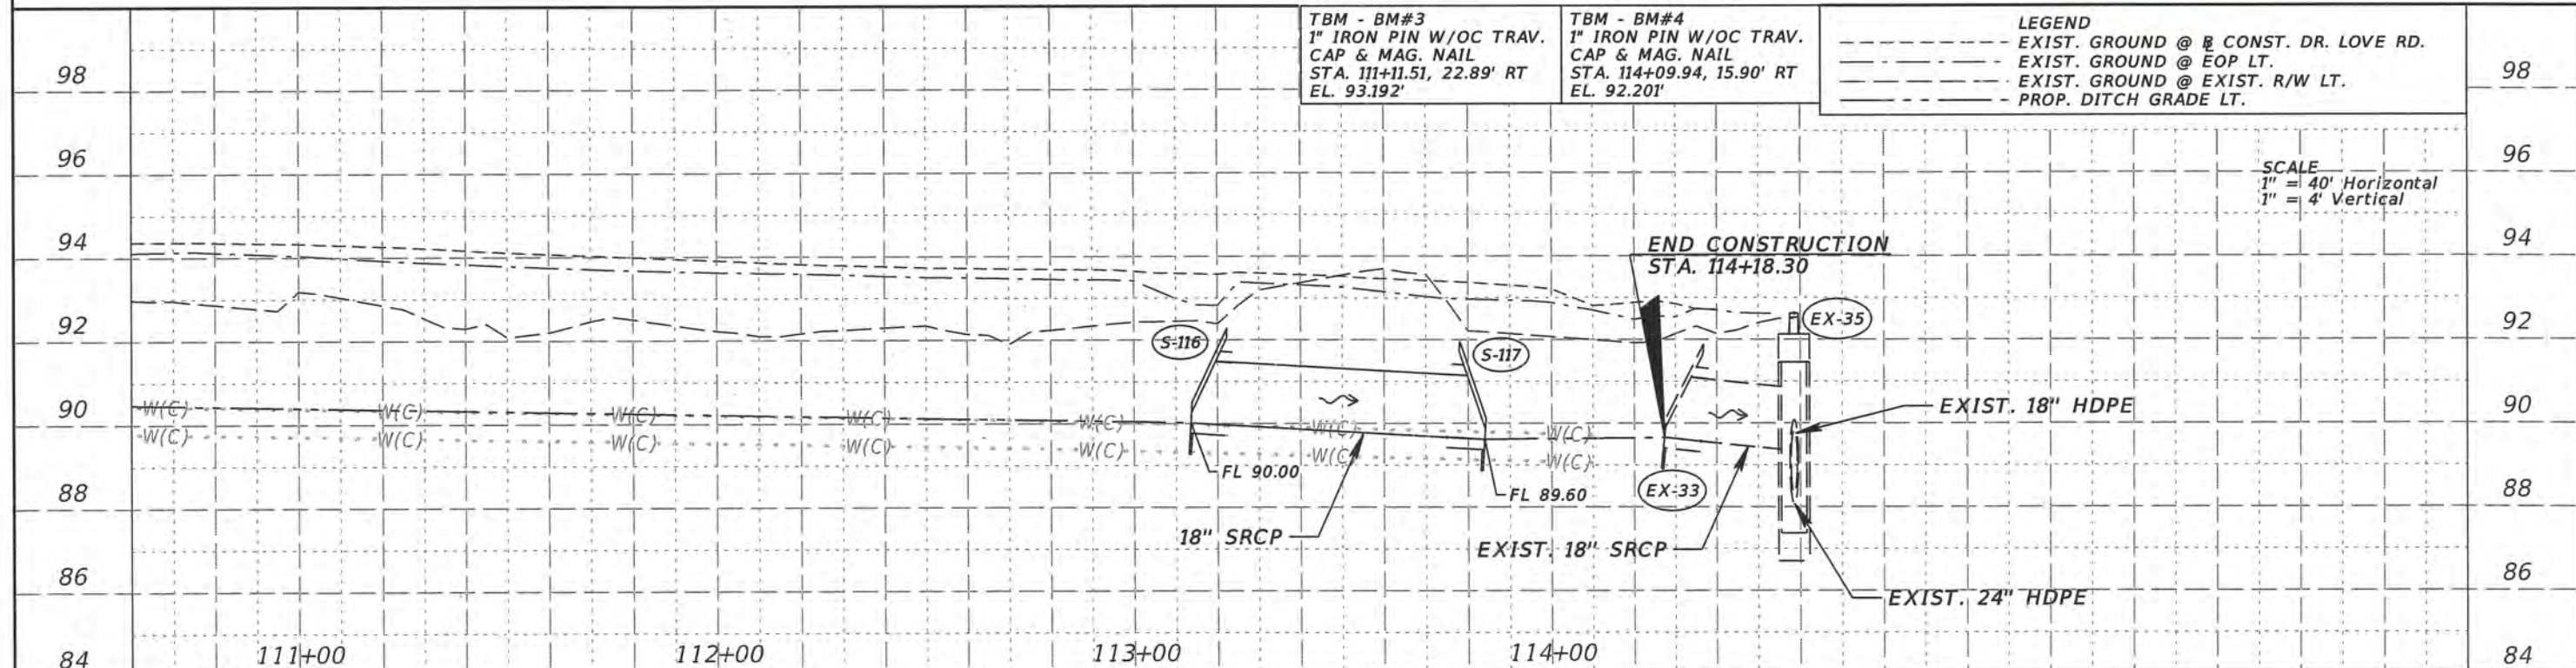 TBM - BM#3
1" IRON PIN W/OC TRAV.
CAP & MAG. NAIL
STA. 111+11.51, 22.89' RT
EL. 93.192'
TBM - BM#4
1" IRON PIN W/OC TRAV.
CAP & MAG. NAIL
STA. 114+09.94, 15.90' RT
EL. 92.201'
LEGEND
EXIST. GROUND @ ℄ CONST. DR. LOVE RD.
EXIST. GROUND @ EOP LT.
EXIST. GROUND @ EXIST. R/W LT.
PROP. DITCH GRADE LT.
SCALE
1" = 40' Horizontal
1" = 4' Vertical
98
98
96
96
94
94
END CONSTRUCTION
STA. 114+18.30
92
92
S-116
S-117
EX-35
90
90
W(C)
W(C)
W(C)
W(C)
W(C)
W(C)
W(C)
W(C)
W(C)
W(C)
W(C)
W(C)
W(C)
W(C)
EXIST. 18" HDPE
FL 90.00
FL 89.60
EX-33
88
88
18" SRCP
EXIST. 18" SRCP
86
86
EXIST. 24" HDPE
84
84
111+00
112+00
113+00
114+00